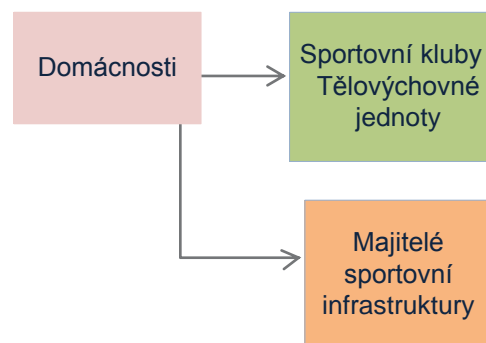 Domácnosti
Sportovní kluby
Tělovýchovné
jednoty
Majitelé
sportovní
infrastruktury